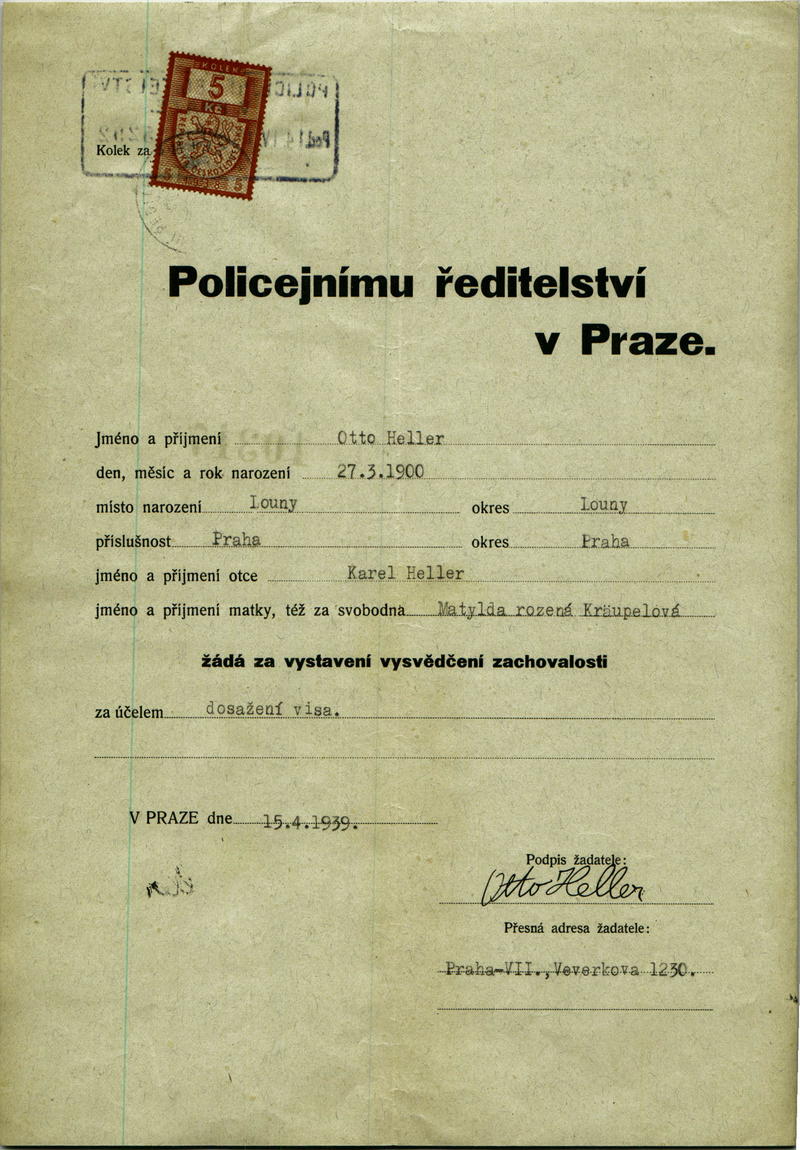 KOLEK
5
Kč
5 1938 5
Kolek za
Policejnímu ředitelství
v Praze.
Jméno a příjmení Otto Heller
den, měsíc a rok narození 27.3.1900
místo narození Louny okres Louny
příslušnost Praha okres Praha
jméno a příjmení otce Karel Heller
jméno a příjmení matky, též za svobodna Matylda rozená Kräupelová
žádá za vystavení vysvědčení zachovalosti
za účelem dosažení visa.
V PRAZE dne 15.4.1939.
Podpis žadatele:
Otto Heller
Přesná adresa žadatele:
Praha-VII., Veverkova 1230.